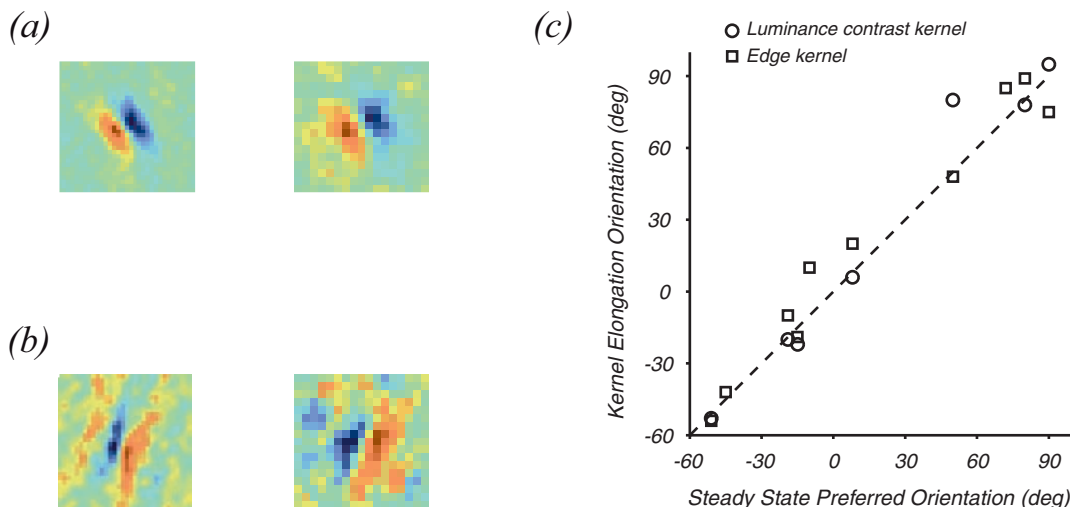 (a)
(b)
(c)
Luminance contrast kernel
Edge kernel
Kernel Elongation Orientation (deg)
90
60
30
0
-30
-60
-60 -30 0 30 60 90
Steady State Preferred Orientation (deg)